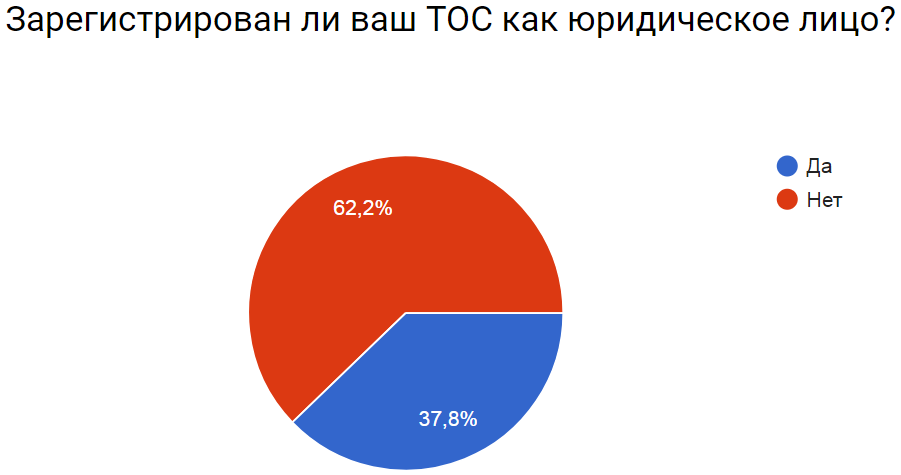 Зарегистрирован ли ваш ТОС как юридическое лицо?
Да
Нет
62,2%
37,8%